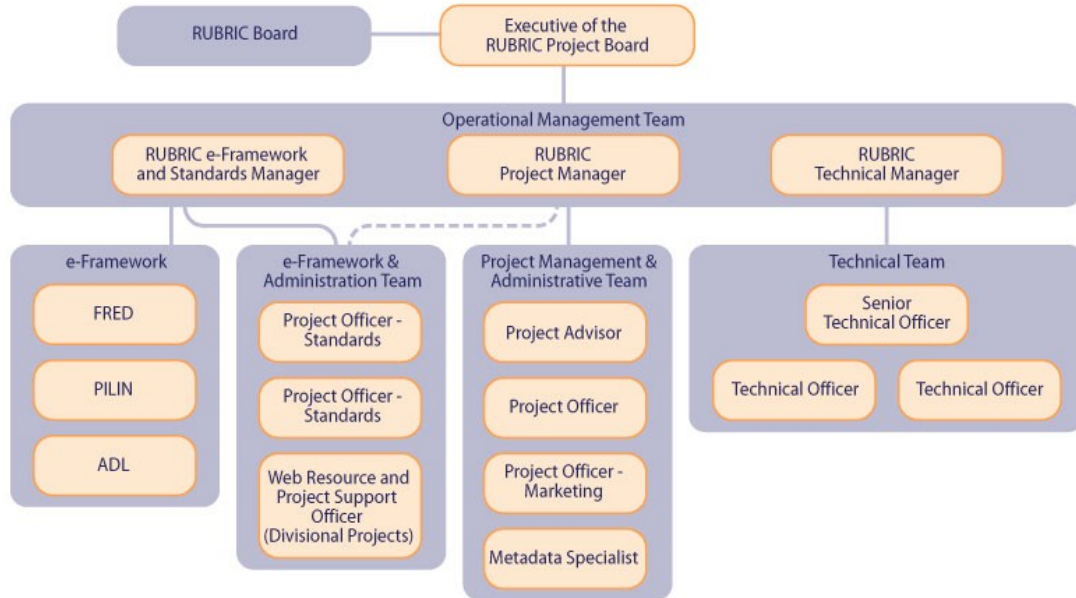 RUBRIC Board
Executive of the
RUBRIC Project Board
Operational Management Team
RUBRIC e-Framework
and Standards Manager
RUBRIC
Project Manager
RUBRIC
Technical Manager
e-Framework
FRED
PILIN
ADL
e-Framework &
Administration Team
Project Officer -
Standards
Project Officer -
Standards
Web Resource and
Project Support
Officer
(Divisional Projects)
Project Management &
Administrative Team
Project Advisor
Project Officer
Project Officer -
Marketing
Metadata Specialist
Technical Team
Senior
Technical Officer
Technical Officer
Technical Officer